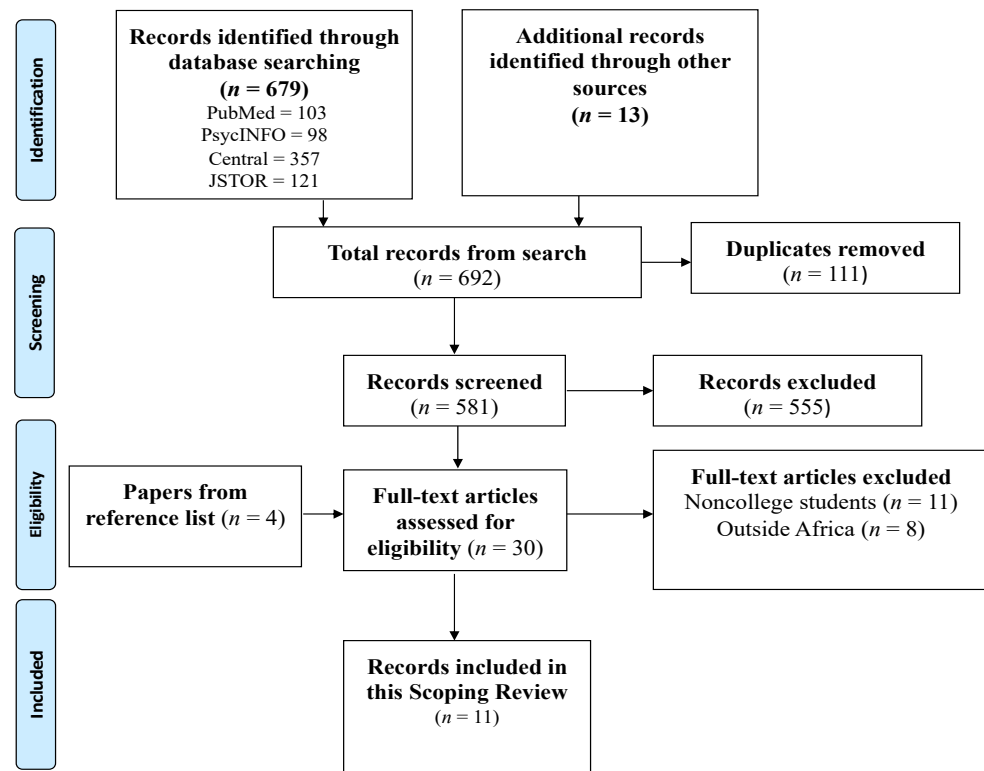 Identification
Records identified through
database searching
(n = 679)
PubMed = 103
PsycINFO = 98
Central = 357
JSTOR = 121
Additional records
identified through other
sources
(n = 13)
Screening
Total records from search
(n = 692)
Duplicates removed
(n = 111)
Records screened
(n = 581)
Records excluded
(n = 555)
Eligibility
Papers from
reference list (n = 4)
Full-text articles
assessed for
eligibility (n = 30)
Full-text articles excluded
Noncollege students (n = 11)
Outside Africa (n = 8)
Included
Records included in
this Scoping Review
(n = 11)